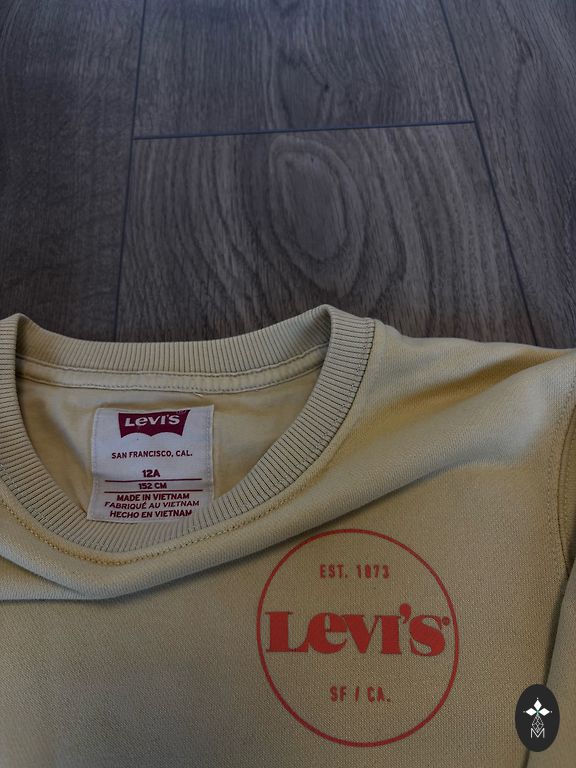 LEVI'S
SAN FRANCISCO, CAL.
12A
152 CM
MADE IN VIETNAM
FABRIQUÉ AU VIETNAM
HECHO EN VIETNAM
EST. 1873
LEVI'S®
SF / CA.
M